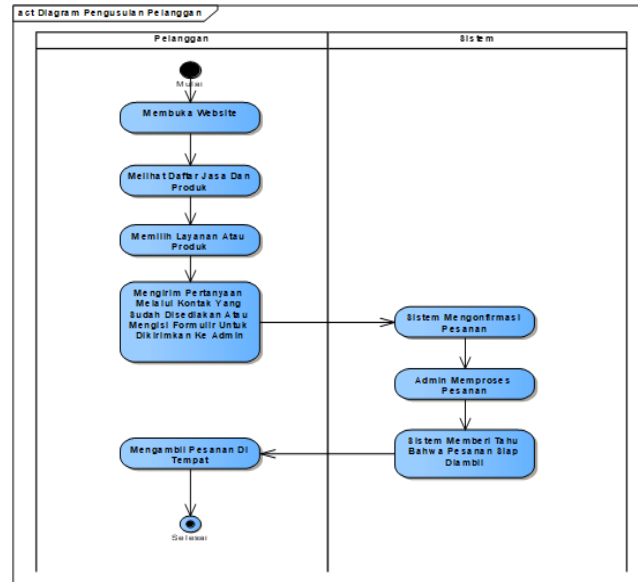 act Diagram Pengusulan Pelanggan
Pelanggan
Sistem
Mulai
Membuka Website
Melihat Daftar Jasa Dan
Produk
Memilih Layanan Atau
Produk
Mengirim Pertanyaan
Melalui Kontak Yang
Sudah Disediakan Atau
Mengisi Formulir Untuk
Dikirimkan Ke Admin
Sistem Mengonfirmasi
Pesanan
Admin Memproses
Pesanan
Sistem Memberi Tahu
Bahwa Pesanan Siap
Diambil
Mengambil Pesanan Di
Tempat
Selesai